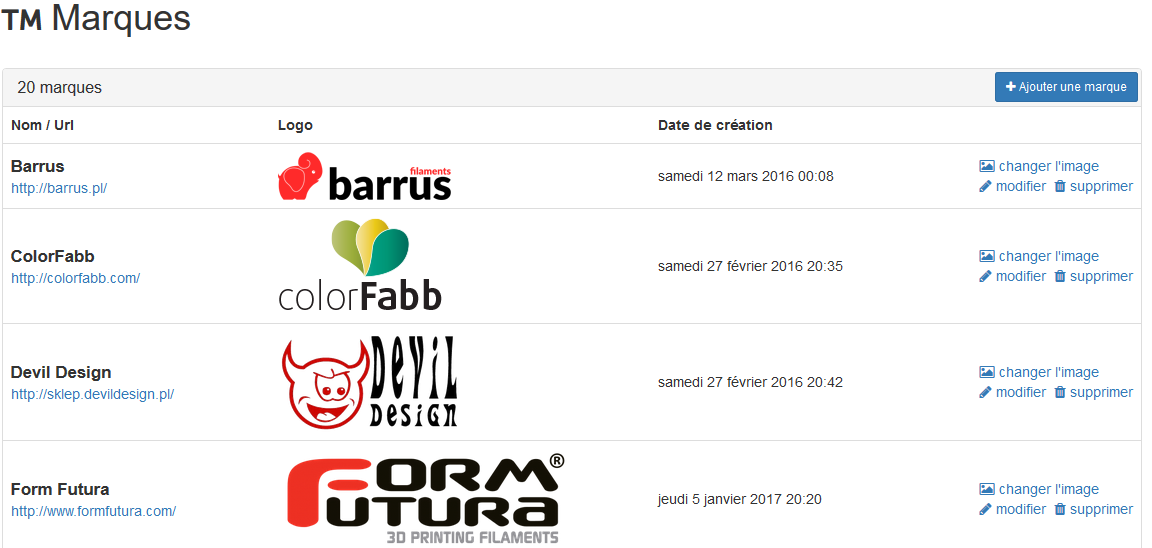 TM Marques
20 marques
Ajouter une marque
Nom / Url
Logo
Date de création
Barrus
http://barrus.pl/
filaments
barrus
samedi 12 mars 2016 00:08
changer l'image
modifier supprimer
ColorFabb
http://colorfabb.com/
colorFabb
samedi 27 février 2016 20:35
changer l'image
modifier supprimer
Devil Design
http://sklep.devildesign.pl/
DEVIL
DESIGN
samedi 27 février 2016 20:42
changer l'image
modifier supprimer
Form Futura
http://www.formfutura.com/
FORM®
FUTURA
3D PRINTING FILAMENTS
jeudi 5 janvier 2017 20:20
changer l'image
modifier supprimer